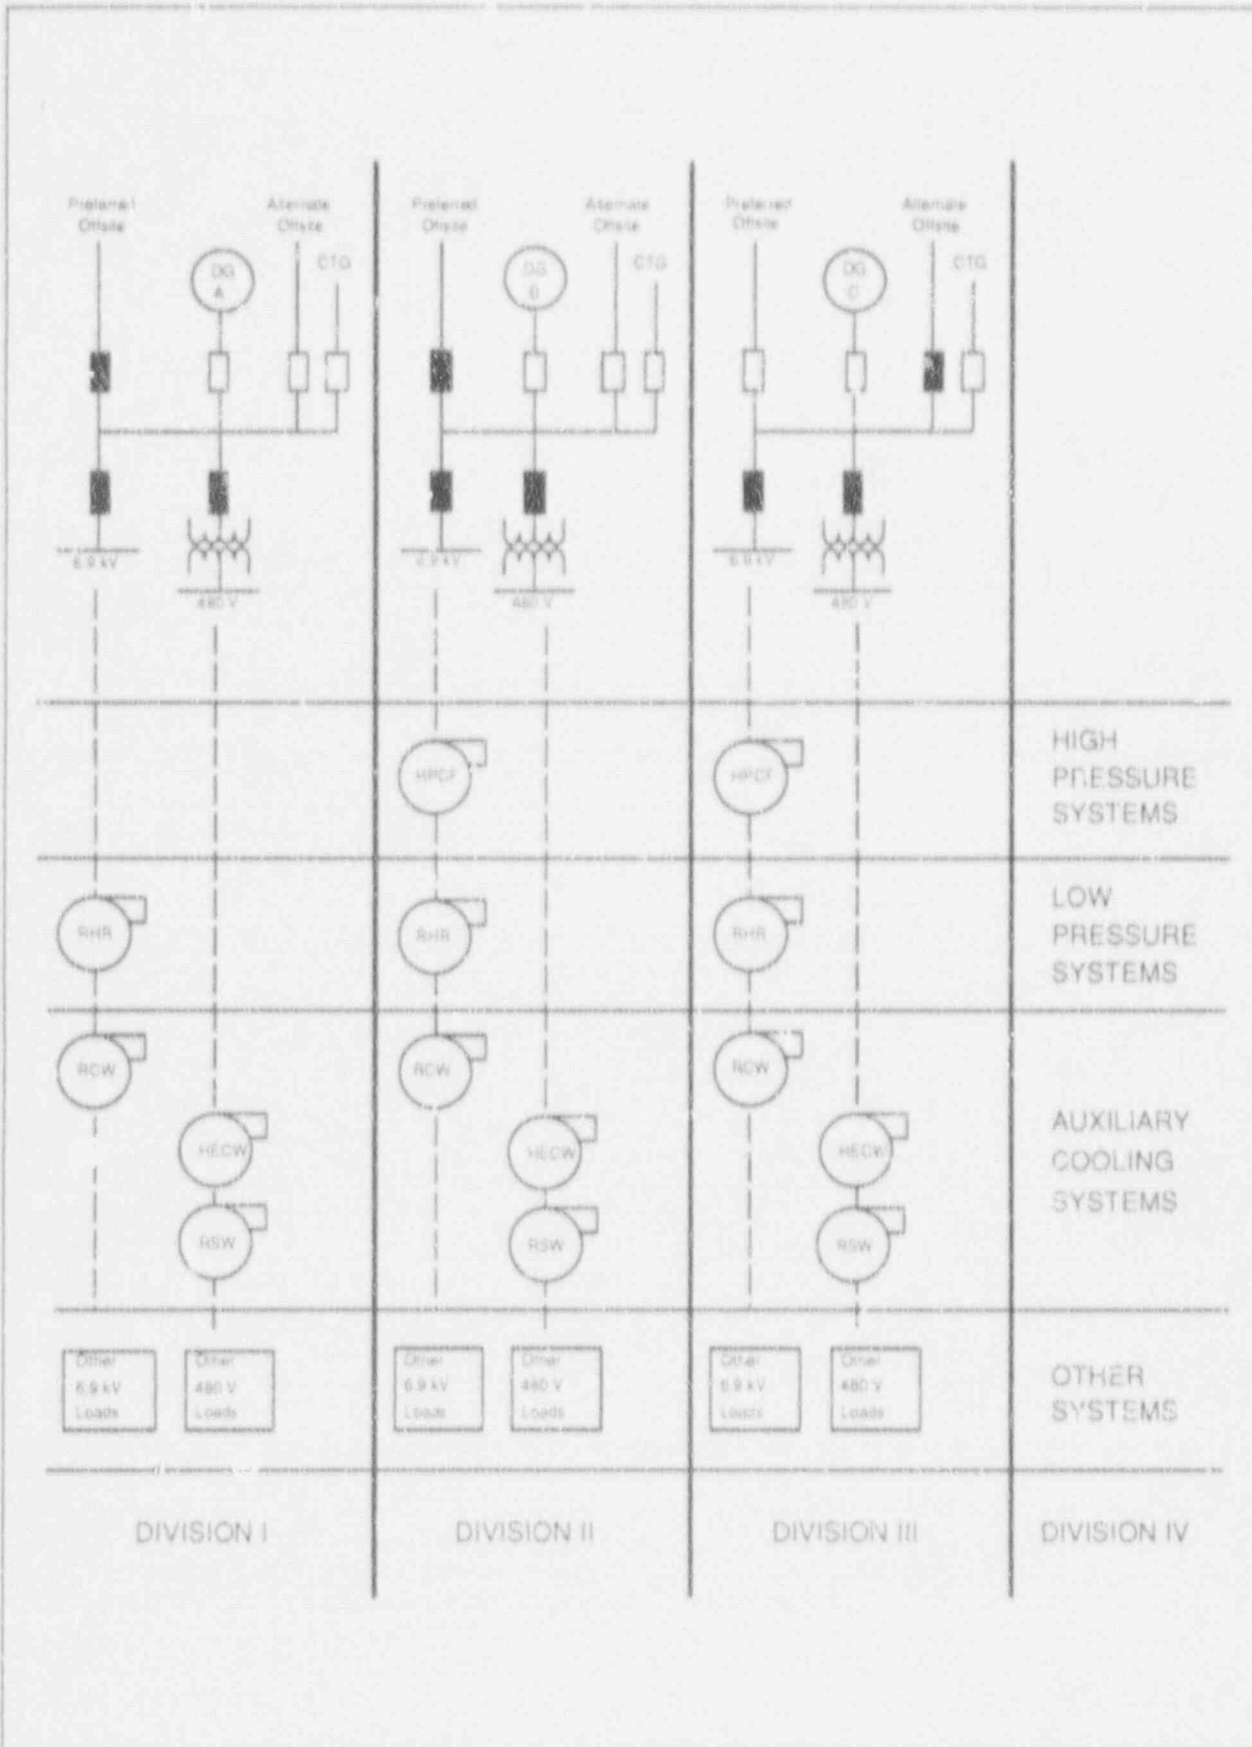 Preferred
Offsite
Alternate
Offsite
CTG
DG
A
Preferred
Offsite
Alternate
Offsite
CTG
DG
B
Preferred
Offsite
Alternate
Offsite
CTG
DG
C
6.9 kV
480 V
6.9 kV
480 V
6.9 kV
480 V
HPCF
HPCF
HIGH
PRESSURE
SYSTEMS
RHR
RHR
RHR
LOW
PRESSURE
SYSTEMS
RCW
RCW
RCW
HECW
HECW
HECW
RSW
RSW
RSW
AUXILIARY
COOLING
SYSTEMS
Other
6.9 kV
Loads
Other
480 V
Loads
Other
6.9 kV
Loads
Other
480 V
Loads
Other
6.9 kV
Loads
Other
480 V
Loads
OTHER
SYSTEMS
DIVISION I
DIVISION II
DIVISION III
DIVISION IV